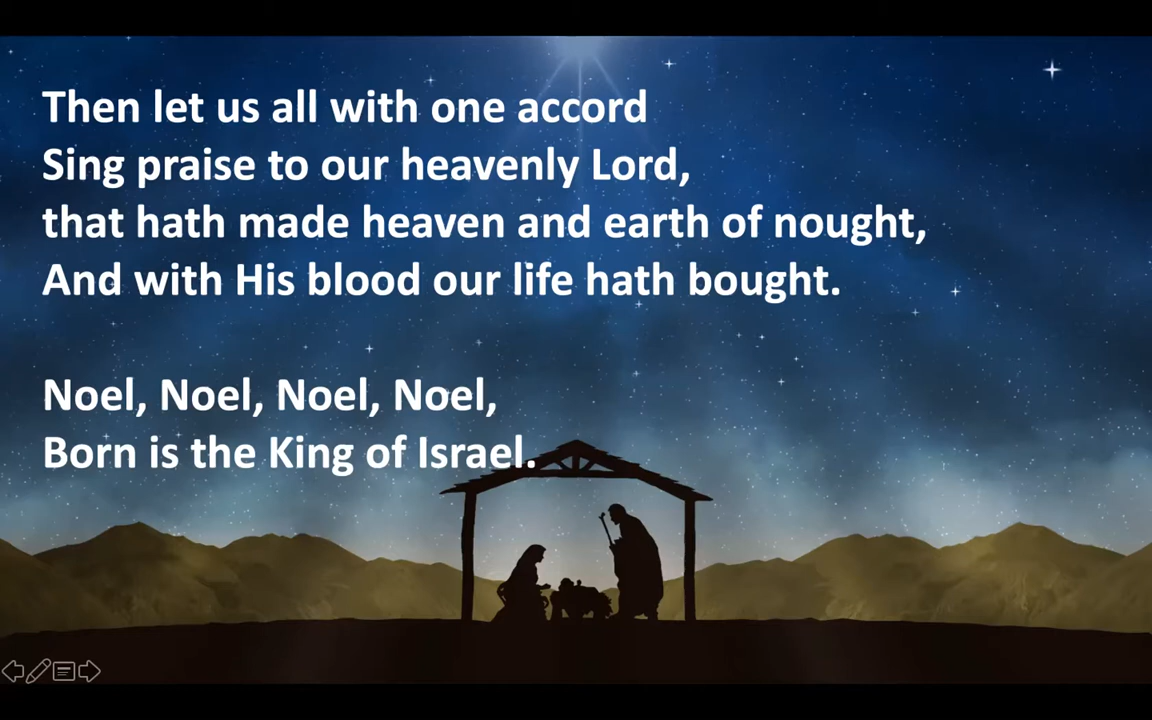 Then let us all with one accord
Sing praise to our heavenly Lord,
that hath made heaven and earth of nought,
And with His blood our life hath bought.
Noel, Noel, Noel, Noel,
Born is the King of Israel.